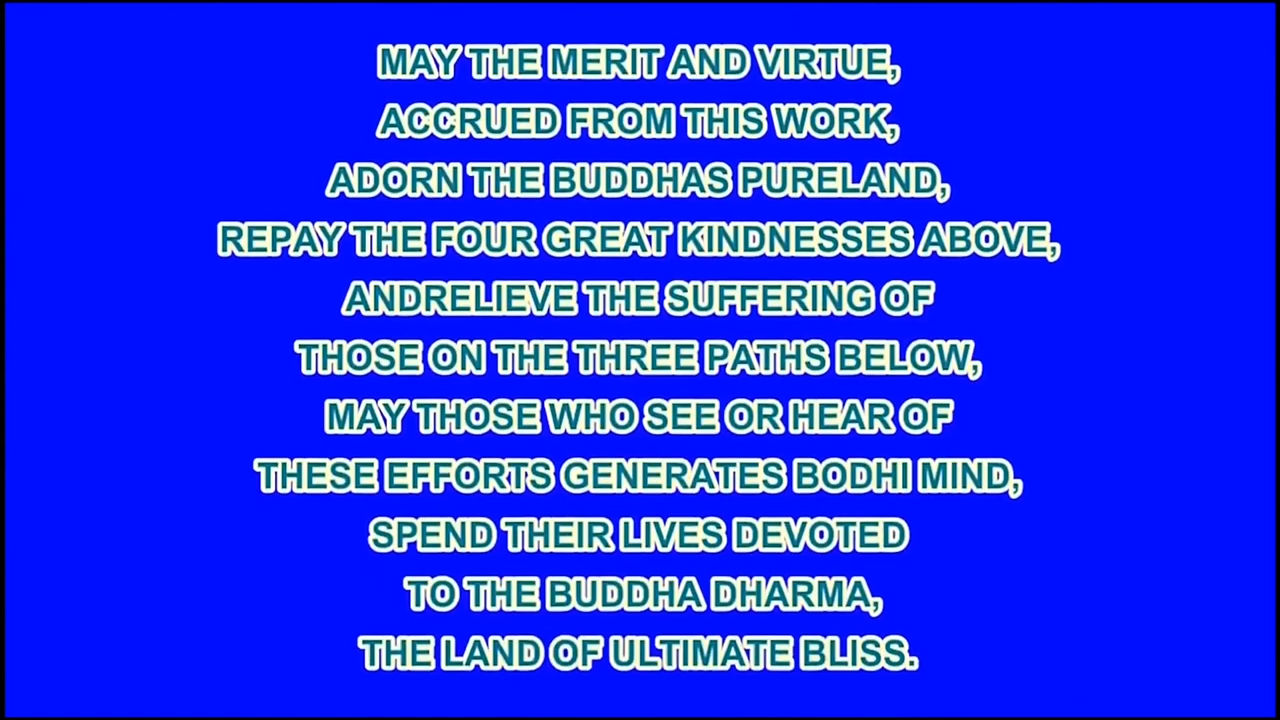 MAY THE MERIT AND VIRTUE,
ACCRUED FROM THIS WORK,
ADORN THE BUDDHAS PURELAND,
REPAY THE FOUR GREAT KINDNESSES ABOVE,
ANDRELIEVE THE SUFFERING OF
THOSE ON THE THREE PATHS BELOW,
MAY THOSE WHO SEE OR HEAR OF
THESE EFFORTS GENERATES BODHI MIND,
SPEND THEIR LIVES DEVOTED
TO THE BUDDHA DHARMA,
THE LAND OF ULTIMATE BLISS.